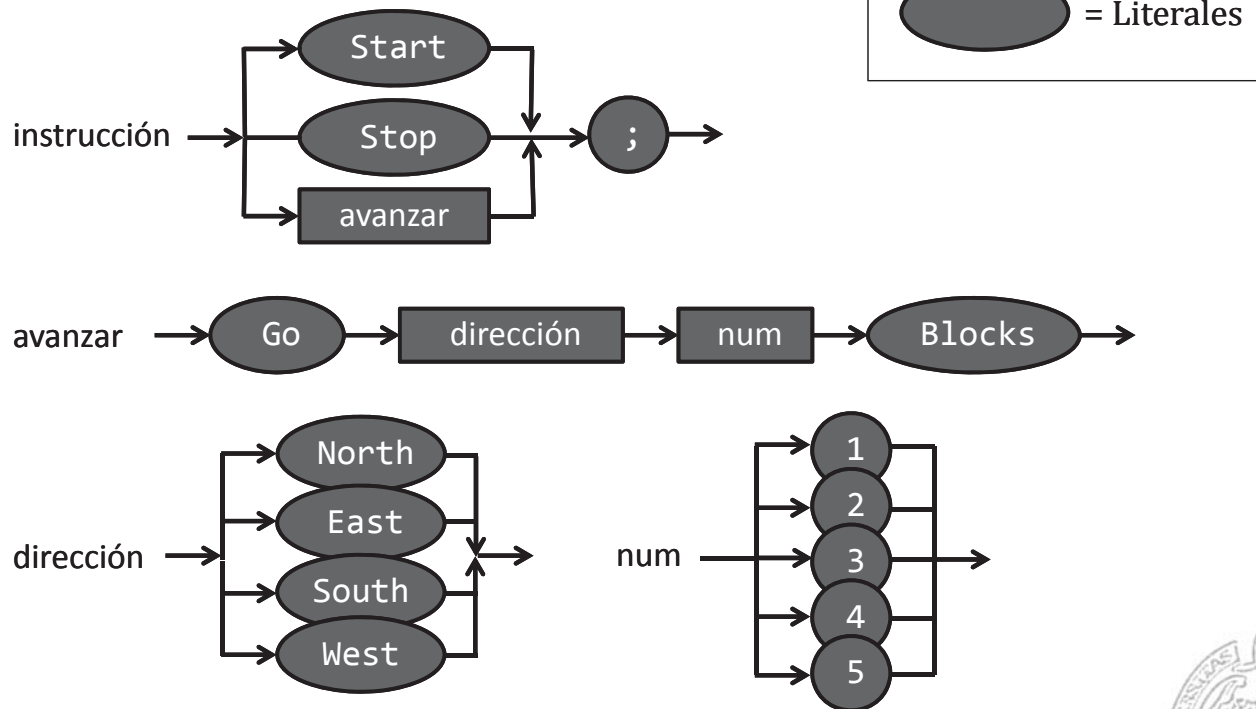 = Literales
instrucción
Start
Stop
avanzar
;
avanzar
Go
dirección
num
Blocks
dirección
North
East
South
West
num
1
2
3
4
5